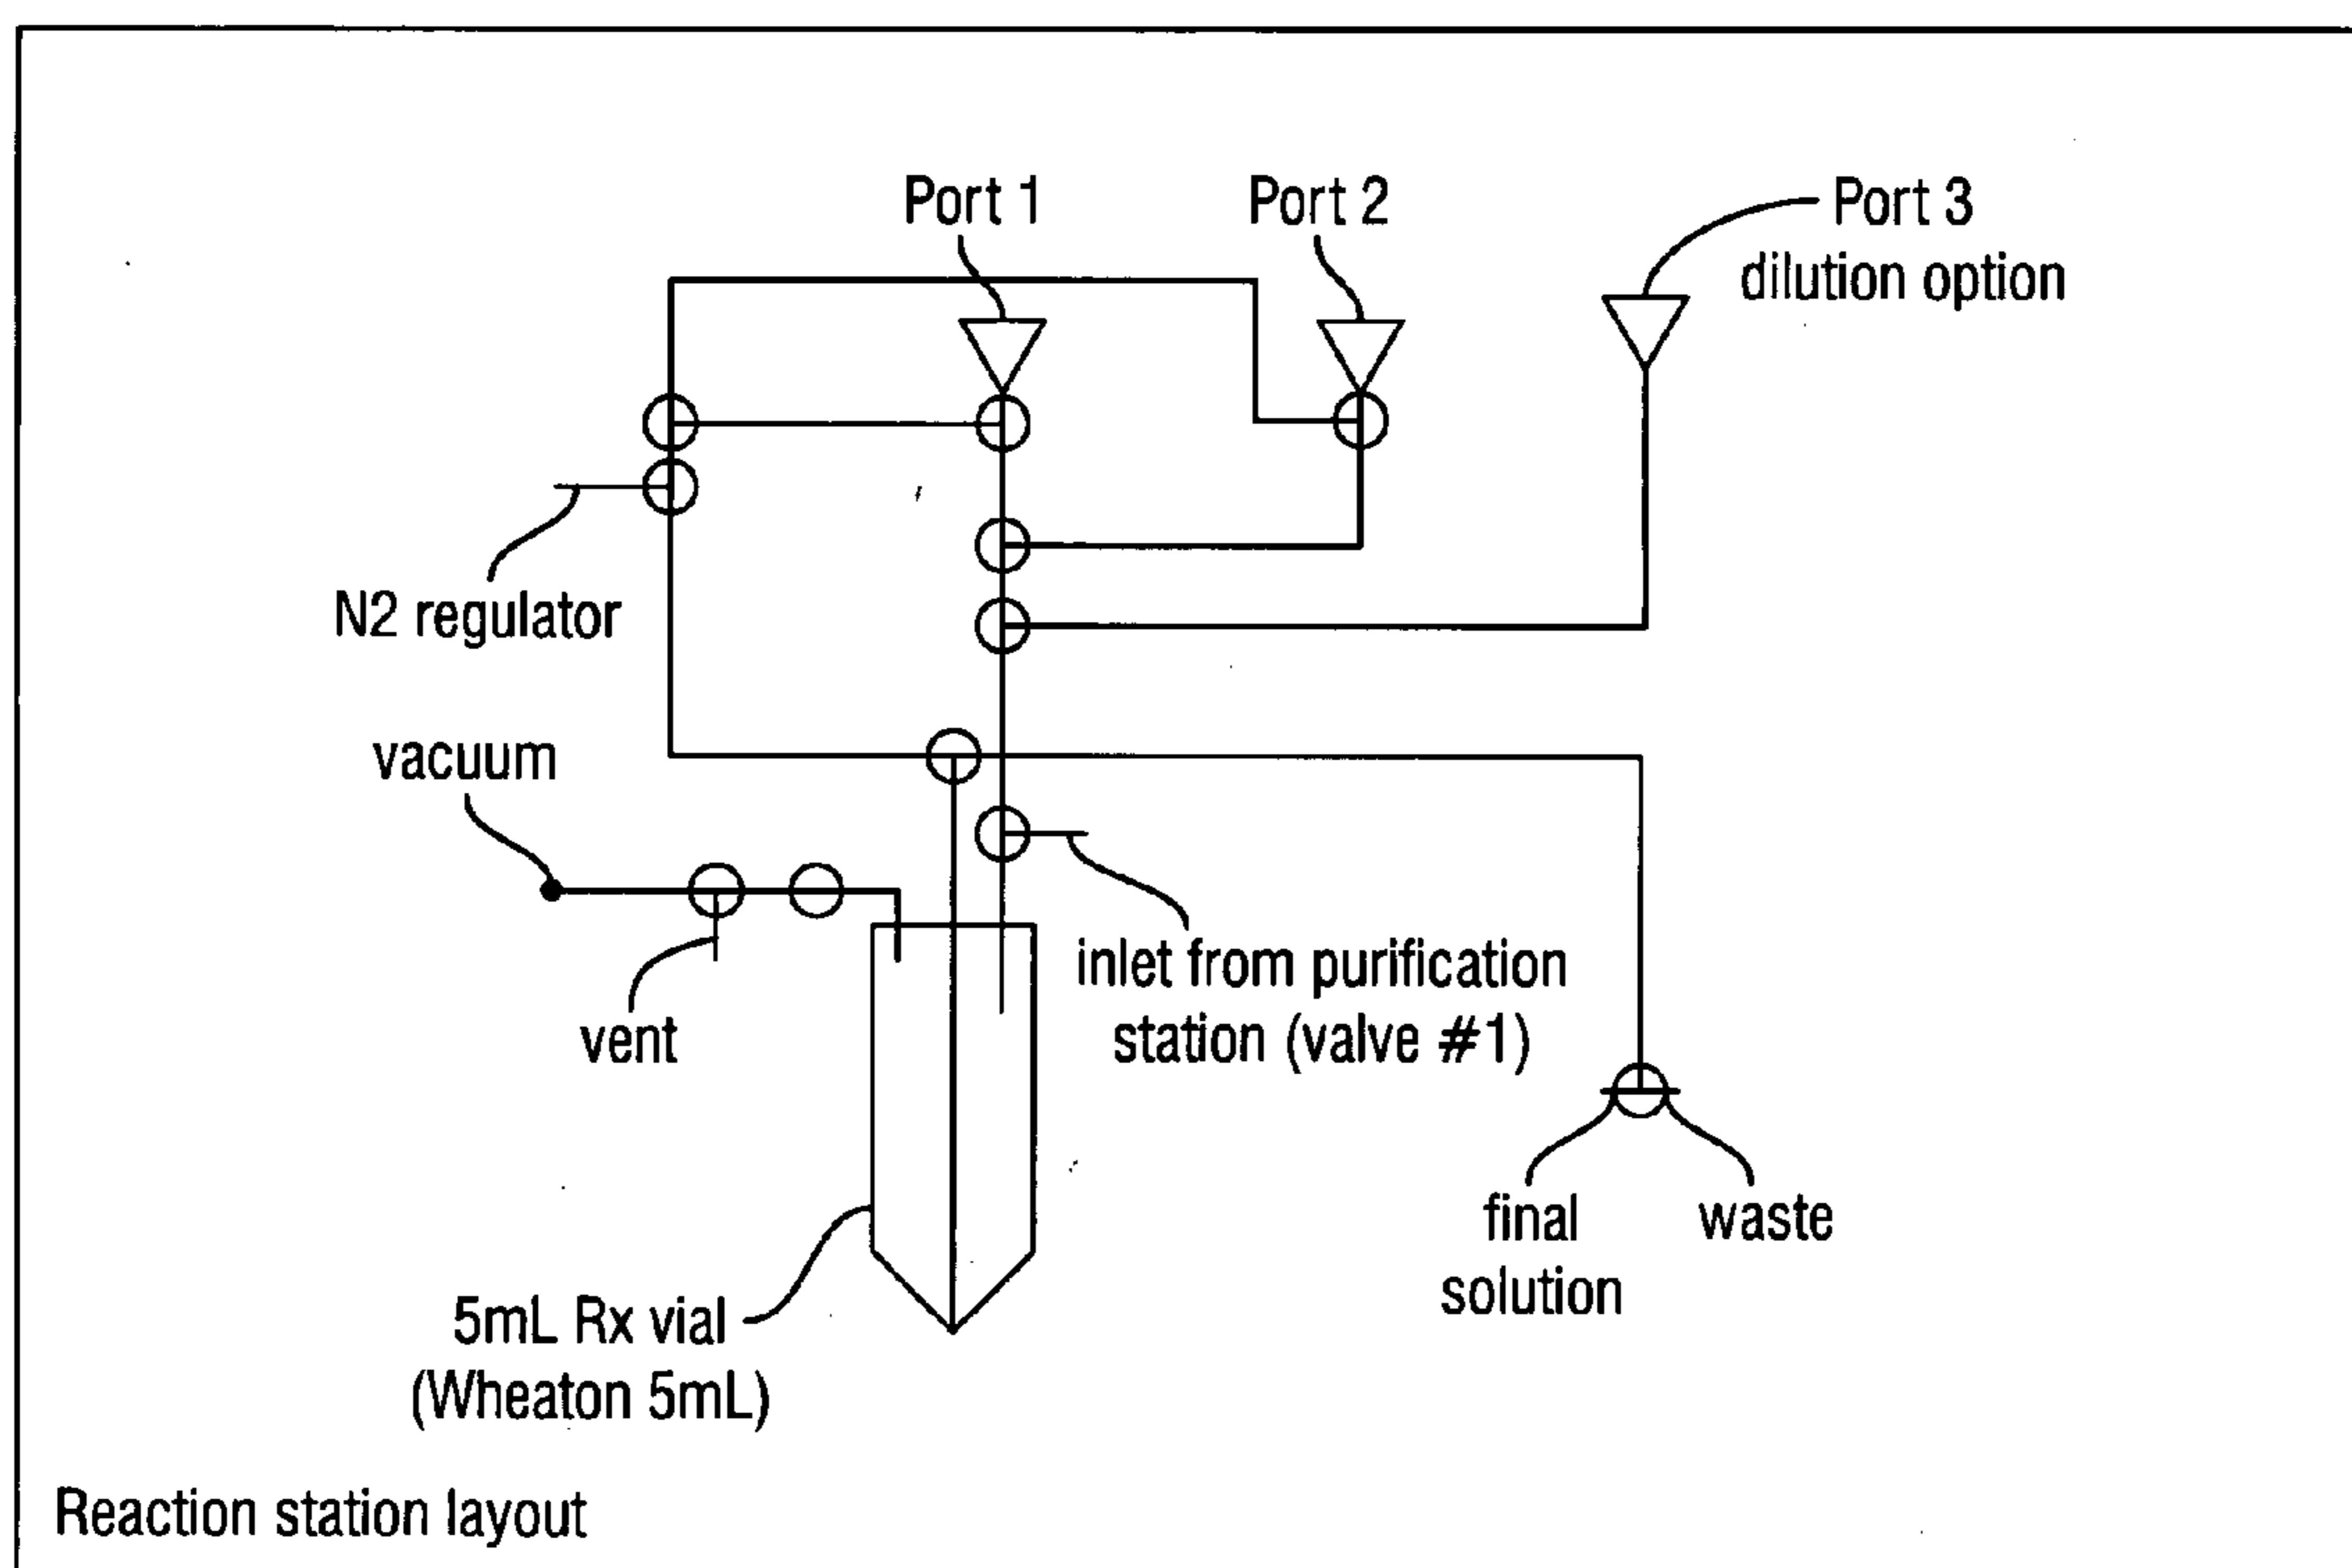 Port 1
Port 2
Port 3
dilution option
N2 regulator
vacuum
vent
inlet from purification
station (valve #1)
5mL Rx vial
(Wheaton 5mL)
final
solution
waste
Reaction station layout